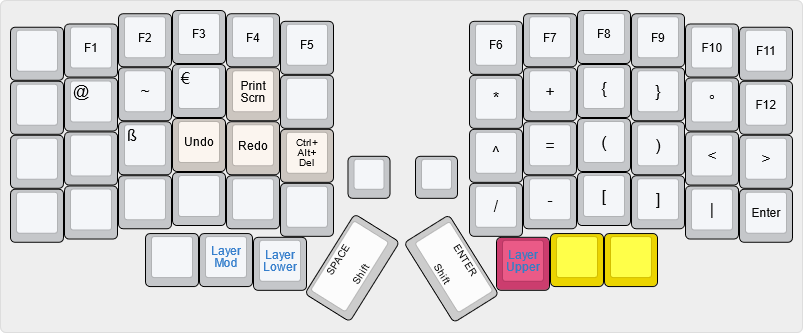 F1 F2 F3 F4 F5 F6 F7 F8 F9 F10 F11
@ ~ € Print
Scrn * + { } ° F12
ß Undo Redo Ctrl+
Alt+
Del ^ = ( ) < >
/ - [ ] | Enter
Layer
Mod
Layer
Lower
SPACE
Shift
ENTER
Shift
Layer
Upper